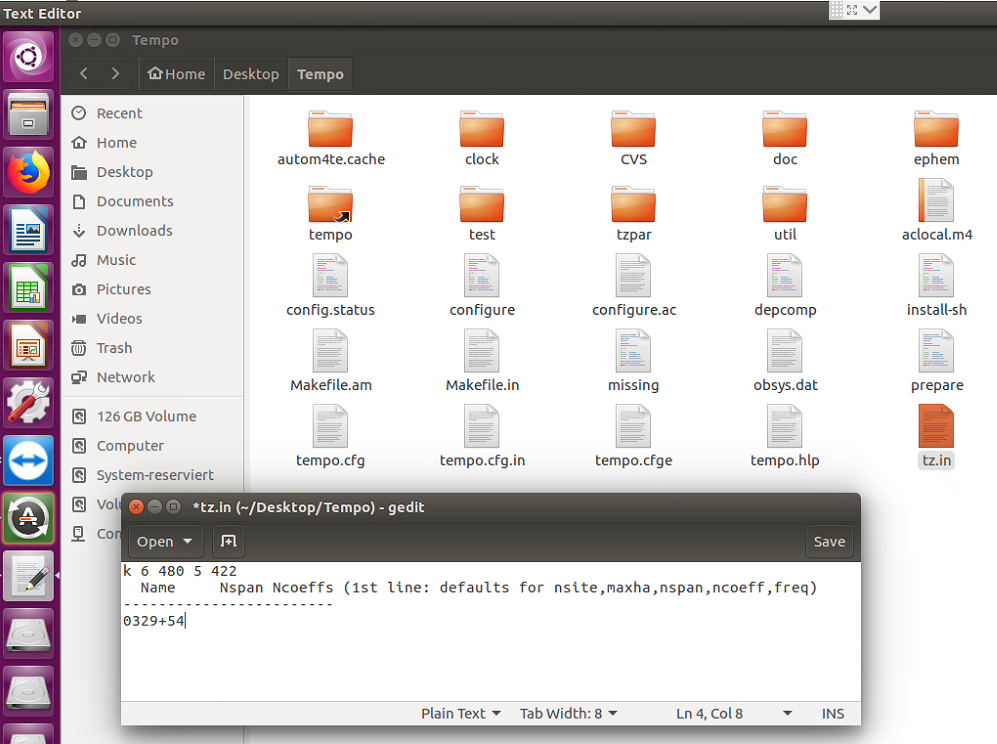 Text Editor
Tempo
Home Desktop Tempo
Recent
Home
Desktop
Documents
Downloads
Music
Pictures
Videos
Trash
Network
126 GB Volume
Computer
System-reserviert
autom4te.cache clock CVS doc ephem
tempo test tzpar util aclocal.m4
config.status configure configure.ac depcomp install-sh
Makefile.am Makefile.in missing obsys.dat prepare
tempo.cfg tempo.cfg.in tempo.cfge tempo.hlp tz.in
*tz.in (~/Desktop/Tempo) - gedit
Open Save
k 6 480 5 422
Name Nspan Ncoeffs (1st line: defaults for nsite,maxha,nspan,ncoeff,freq)
------------------------
0329+54
Plain Text Tab Width: 8 Ln 4, Col 8 INS